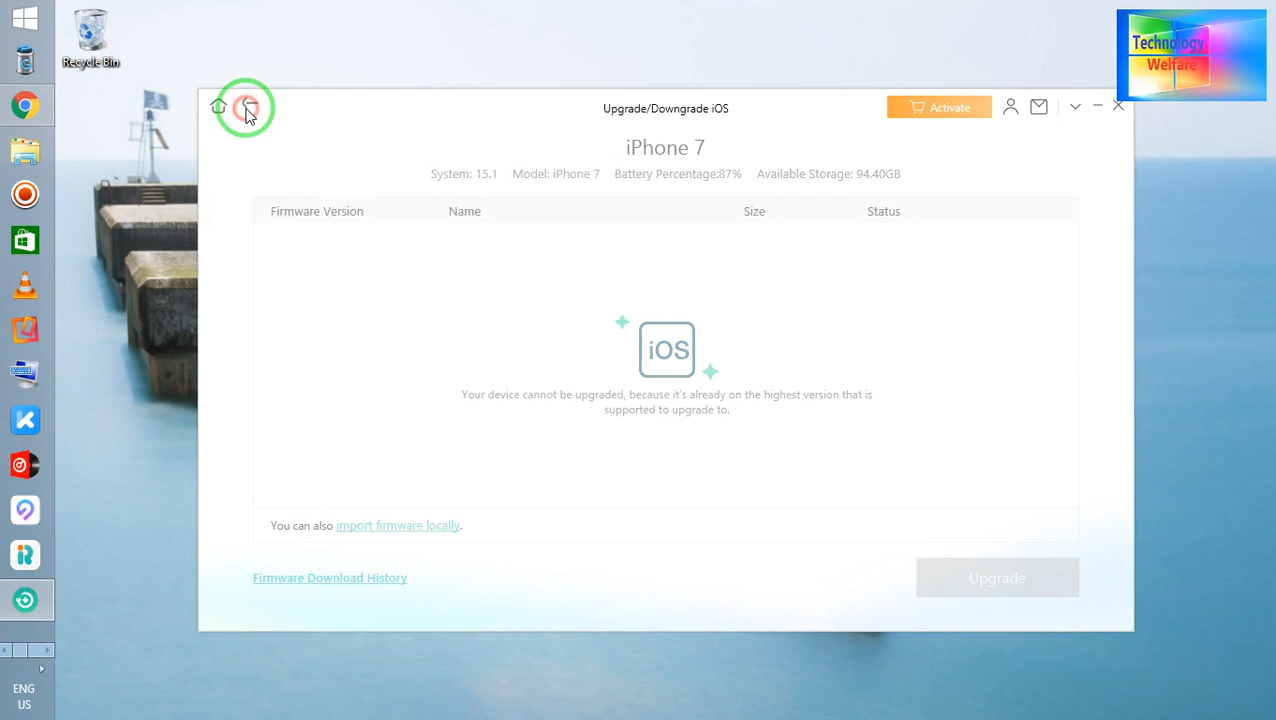 Recycle Bin
Technology
Welfare
Upgrade/Downgrade iOS
Activate
iPhone 7
System: 15.1 Model: iPhone 7 Battery Percentage:87% Available Storage: 94.40GB
Firmware Version Name Size Status
iOS
Your device cannot be upgraded, because it's already on the highest version that is
supported to upgrade to.
You can also import firmware locally.
Firmware Download History
Upgrade
ENG
US